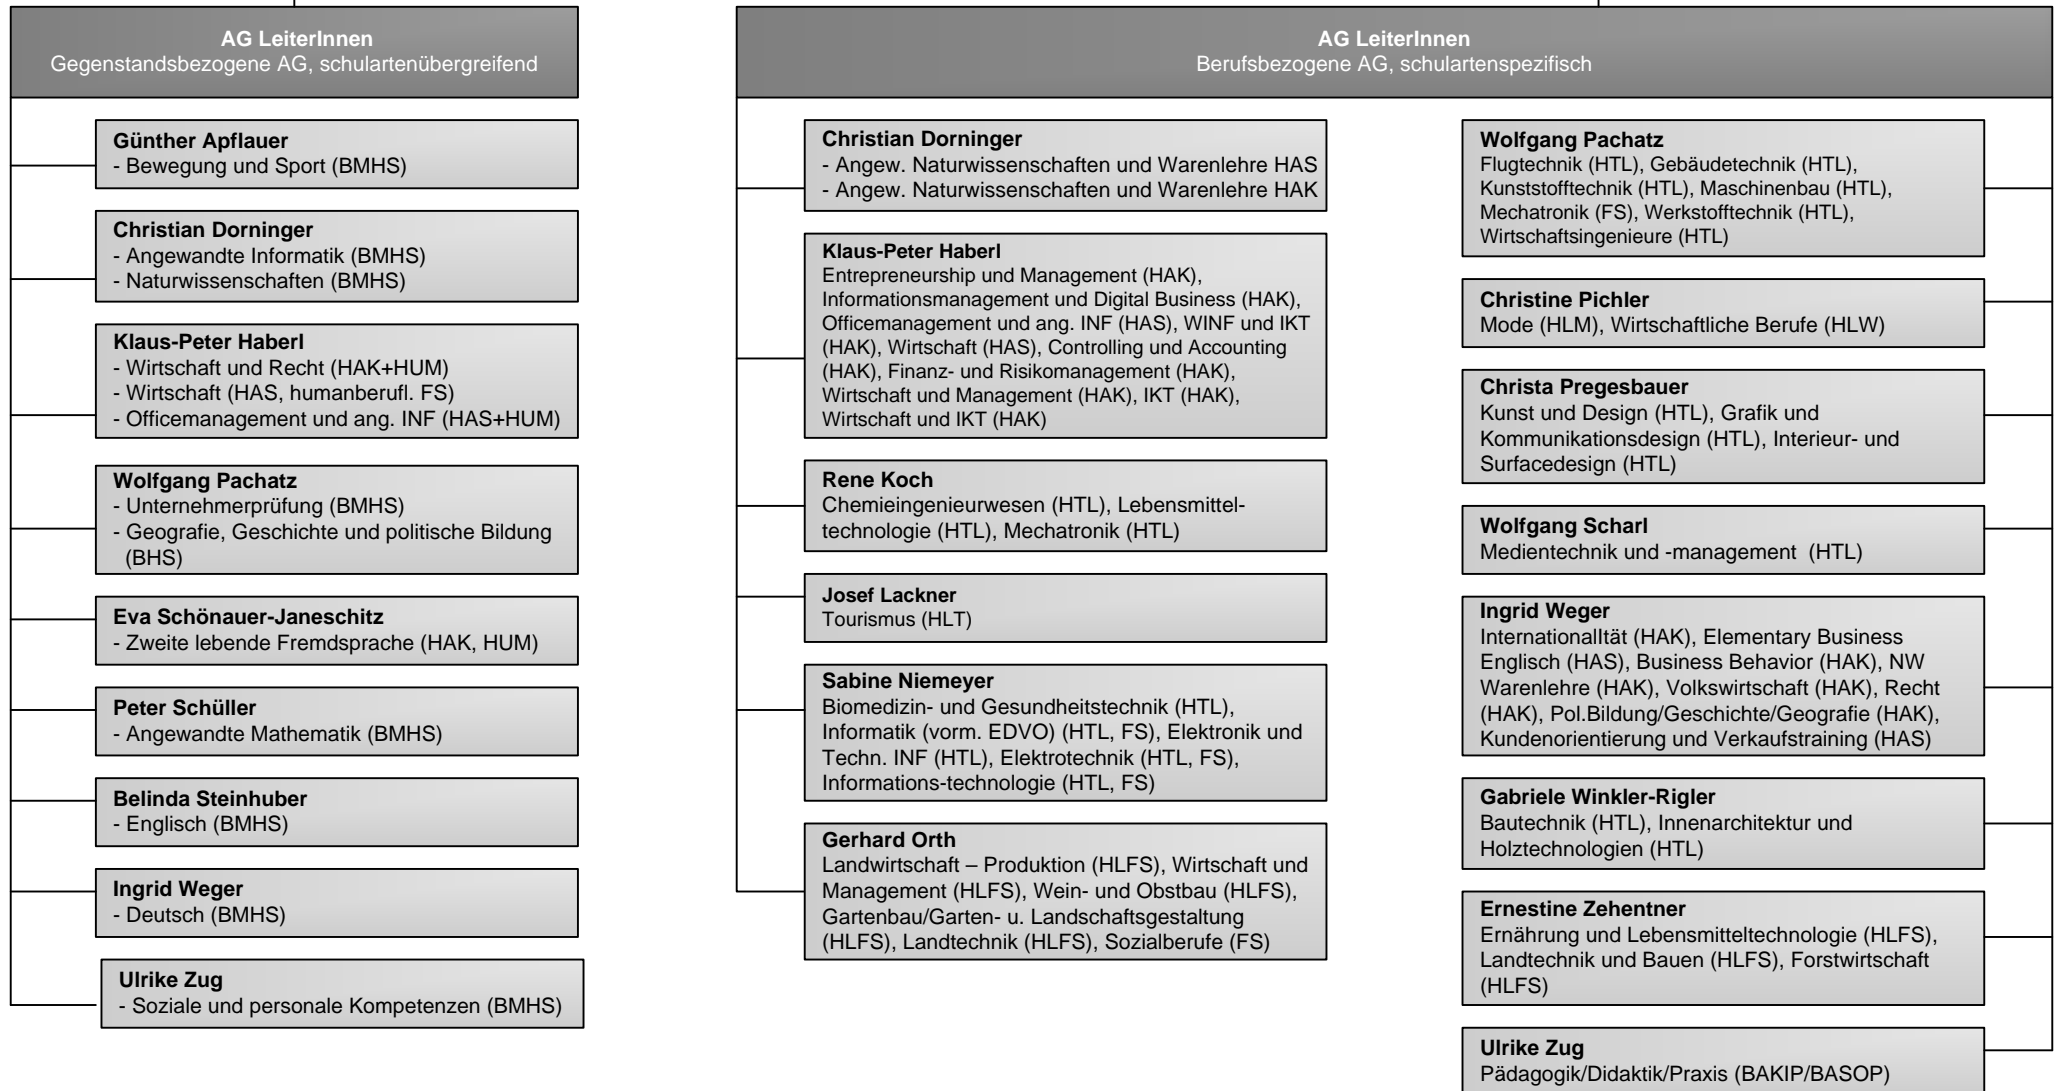 AG LeiterInnen
Gegenstandsbezogene AG, schulartenübergreifend
Günther Apflauer
- Bewegung und Sport (BMHS)
Christian Dorninger
- Angewandte Informatik (BMHS)
- Naturwissenschaften (BMHS)
Klaus-Peter Haberl
- Wirtschaft und Recht (HAK+HUM)
- Wirtschaft (HAS, humanberufl. FS)
- Officemanagement und ang. INF (HAS+HUM)
Wolfgang Pachatz
- Unternehmerprüfung (BMHS)
- Geografie, Geschichte und politische Bildung
(BHS)
Eva Schönauer-Janeschitz
- Zweite lebende Fremdsprache (HAK, HUM)
Peter Schüller
- Angewandte Mathematik (BMHS)
Belinda Steinhuber
- Englisch (BMHS)
Ingrid Weger
- Deutsch (BMHS)
Ulrike Zug
- Soziale und personale Kompetenzen (BMHS)
AG LeiterInnen
Berufsbezogene AG, schulartenspezifisch
Christian Dorninger
- Angew. Naturwissenschaften und Warenlehre HAS
- Angew. Naturwissenschaften und Warenlehre HAK
Klaus-Peter Haberl
Entrepreneurship und Management (HAK),
Informationsmanagement und Digital Business (HAK),
Officemanagement und ang. INF (HAS), WINF und IKT
(HAK), Wirtschaft (HAS), Controlling und Accounting
(HAK), Finanz- und Risikomanagement (HAK),
Wirtschaft und Management (HAK), IKT (HAK),
Wirtschaft und IKT (HAK)
Rene Koch
Chemieingenieurwesen (HTL), Lebensmittel-
technologie (HTL), Mechatronik (HTL)
Josef Lackner
Tourismus (HLT)
Sabine Niemeyer
Biomedizin- und Gesundheitstechnik (HTL),
Informatik (vorm. EDVO) (HTL, FS), Elektronik und
Techn. INF (HTL), Elektrotechnik (HTL, FS),
Informations-technologie (HTL, FS)
Gerhard Orth
Landwirtschaft – Produktion (HLFS), Wirtschaft und
Management (HLFS), Wein- und Obstbau (HLFS),
Gartenbau/Garten- u. Landschaftsgestaltung
(HLFS), Landtechnik (HLFS), Sozialberufe (FS)
Wolfgang Pachatz
Flugtechnik (HTL), Gebäudetechnik (HTL),
Kunststofftechnik (HTL), Maschinenbau (HTL),
Mechatronik (FS), Werkstofftechnik (HTL),
Wirtschaftsingenieure (HTL)
Christine Pichler
Mode (HLM), Wirtschaftliche Berufe (HLW)
Christa Pregesbauer
Kunst und Design (HTL), Grafik und
Kommunikationsdesign (HTL), Interieur- und
Surfacedesign (HTL)
Wolfgang Scharl
Medientechnik und -management (HTL)
Ingrid Weger
InternationalItät (HAK), Elementary Business
Englisch (HAS), Business Behavior (HAK), NW
Warenlehre (HAK), Volkswirtschaft (HAK), Recht
(HAK), Pol.Bildung/Geschichte/Geografie (HAK),
Kundenorientierung und Verkaufstraining (HAS)
Gabriele Winkler-Rigler
Bautechnik (HTL), Innenarchitektur und
Holztechnologien (HTL)
Ernestine Zehentner
Ernährung und Lebensmitteltechnologie (HLFS),
Landtechnik und Bauen (HLFS), Forstwirtschaft
(HLFS)
Ulrike Zug
Pädagogik/Didaktik/Praxis (BAKIP/BASOP)